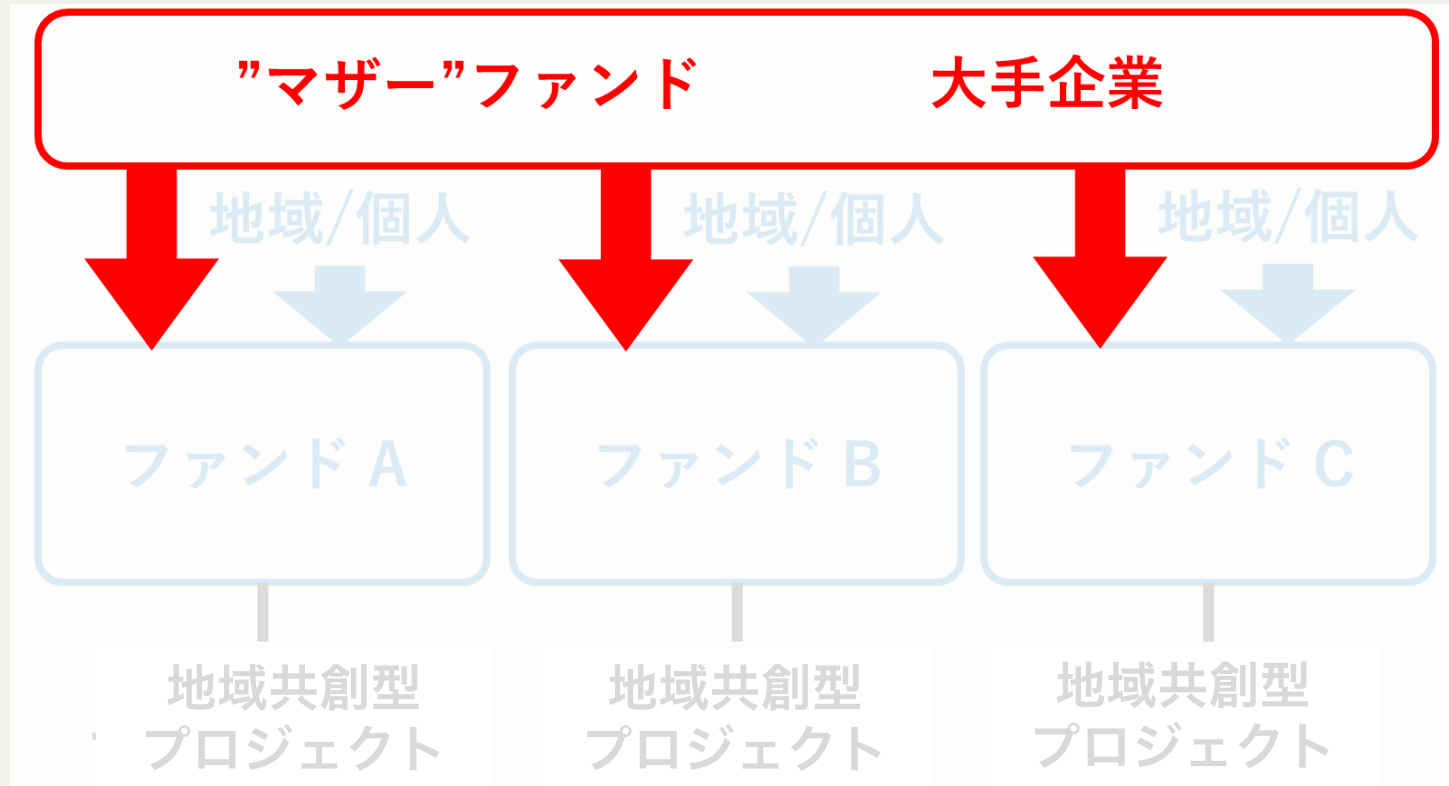 ”マザー”ファンド 大手企業
地域/個人 地域/個人 地域/個人
ファンド A ファンド B ファンド C
地域共創型 地域共創型 地域共創型
プロジェクト プロジェクト プロジェクト